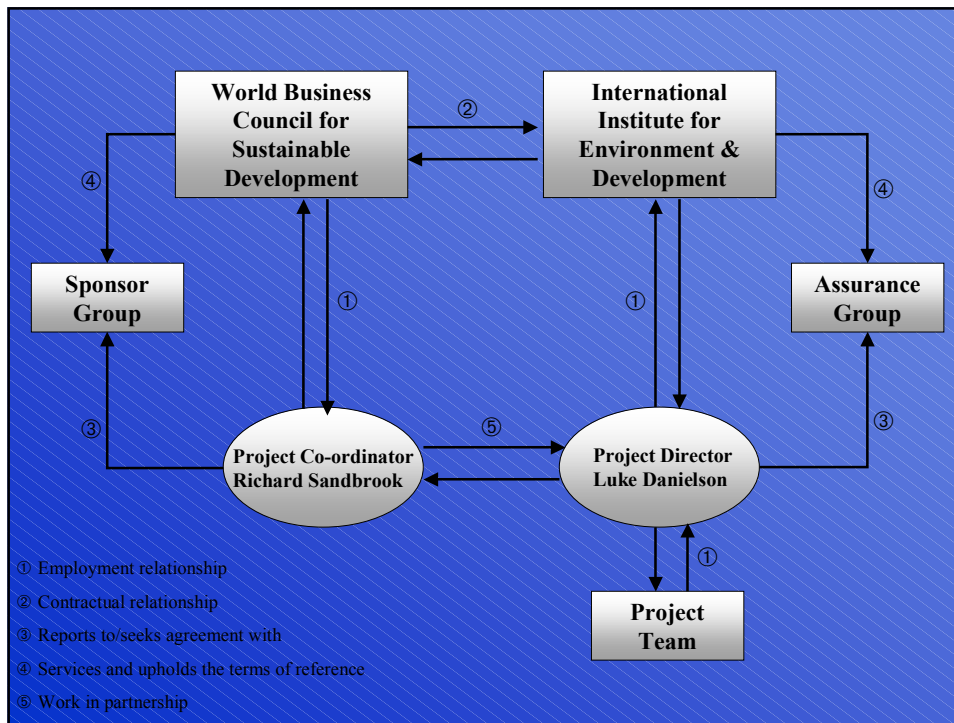 World Business
Council for
Sustainable
Development
②
International
Institute for
Environment &
Development
④
④
Sponsor
Group
①
①
Assurance
Group
③
⑤
③
Project Co-ordinator
Richard Sandbrook
Project Director
Luke Danielson
①
Project
Team
① Employment relationship
② Contractual relationship
③ Reports to/seeks agreement with
④ Services and upholds the terms of reference
⑤ Work in partnership